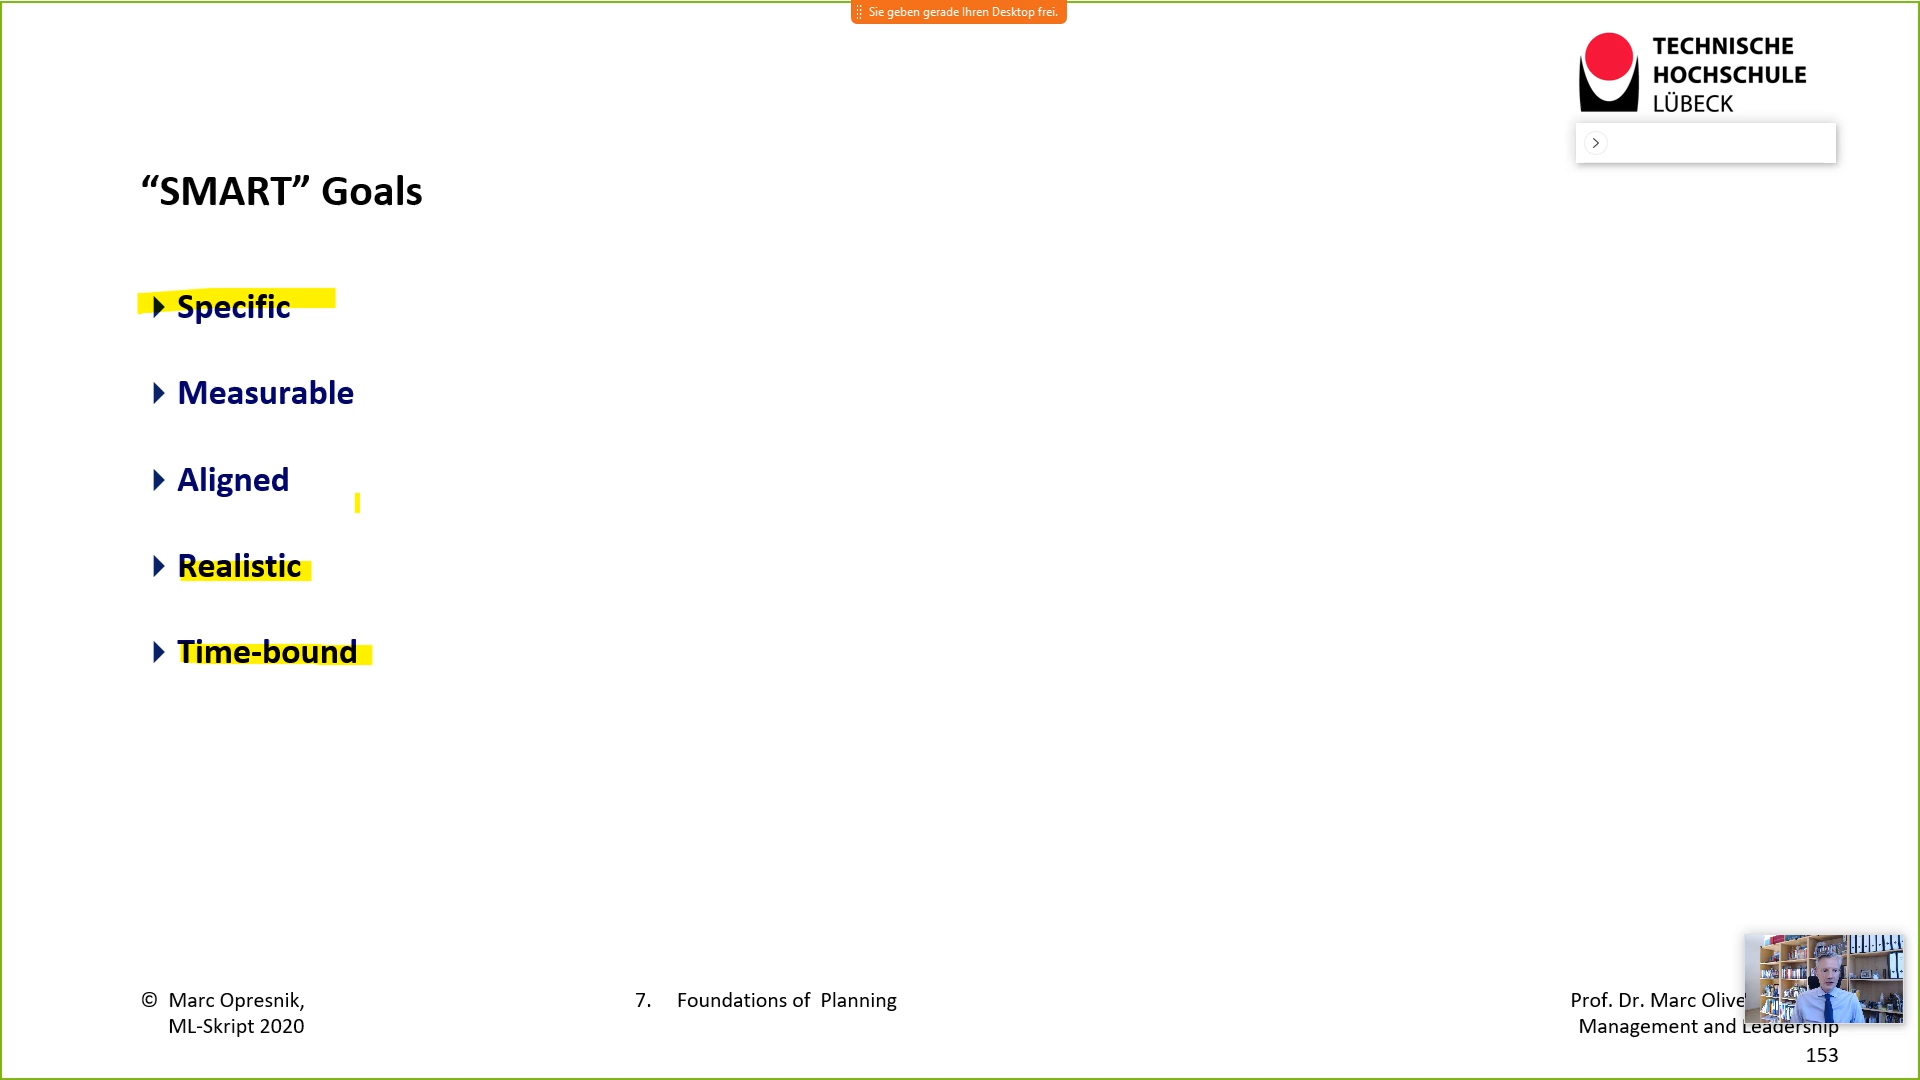 Sie geben gerade Ihren Desktop frei.
TECHNISCHE
HOCHSCHULE
LÜBECK
“SMART” Goals
Specific
Measurable
Aligned
Realistic
Time-bound
© Marc Opresnik,
ML-Skript 2020
7. Foundations of Planning
Prof. Dr. Marc Olive
Management and Leadership
153